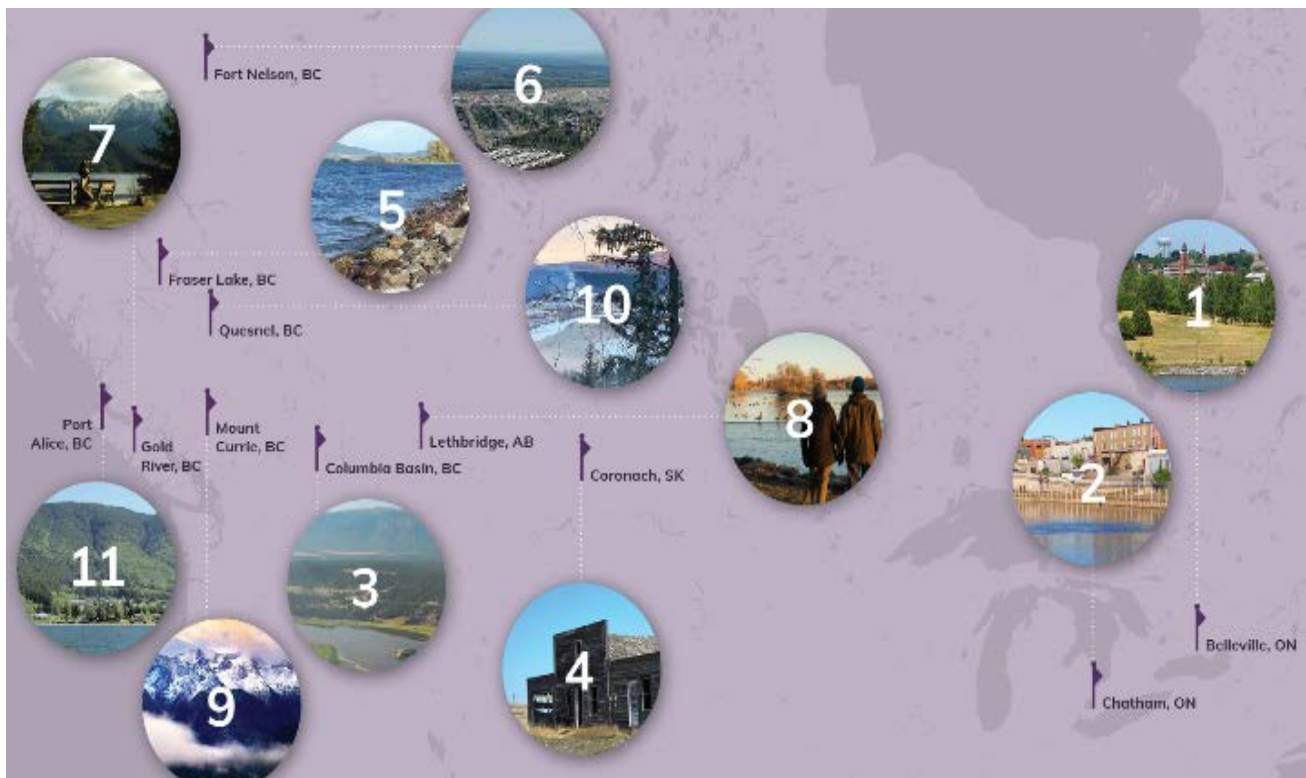 Fort Nelson, BC
6
7
5
Fraser Lake, BC
10
Quesnel, BC
1
Port
Alice, BC
Gold
River, BC
Mount
Currie, BC
Columbia Basin, BC
Lethbridge, AB
8
Coronach, SK
2
11
3
4
9
Belleville, ON
Chatham, ON